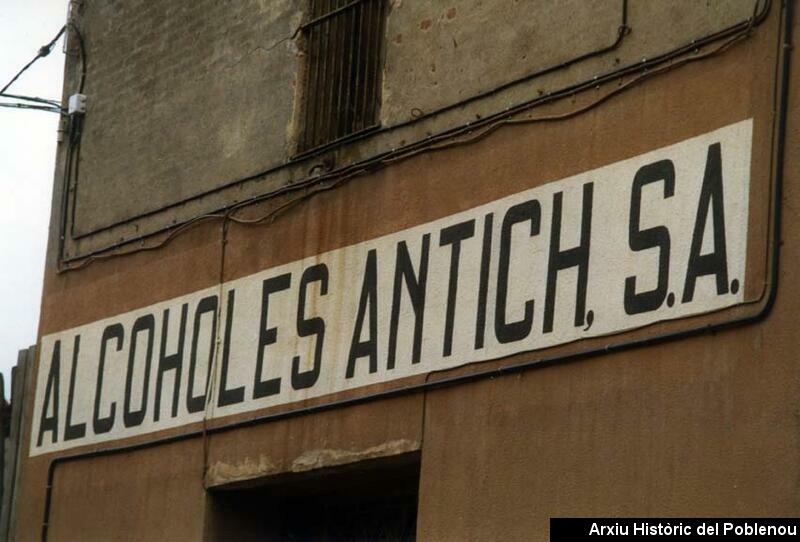 ALCOHOLES ANTICH, S.A.
Arxiu Històric del Poblenou